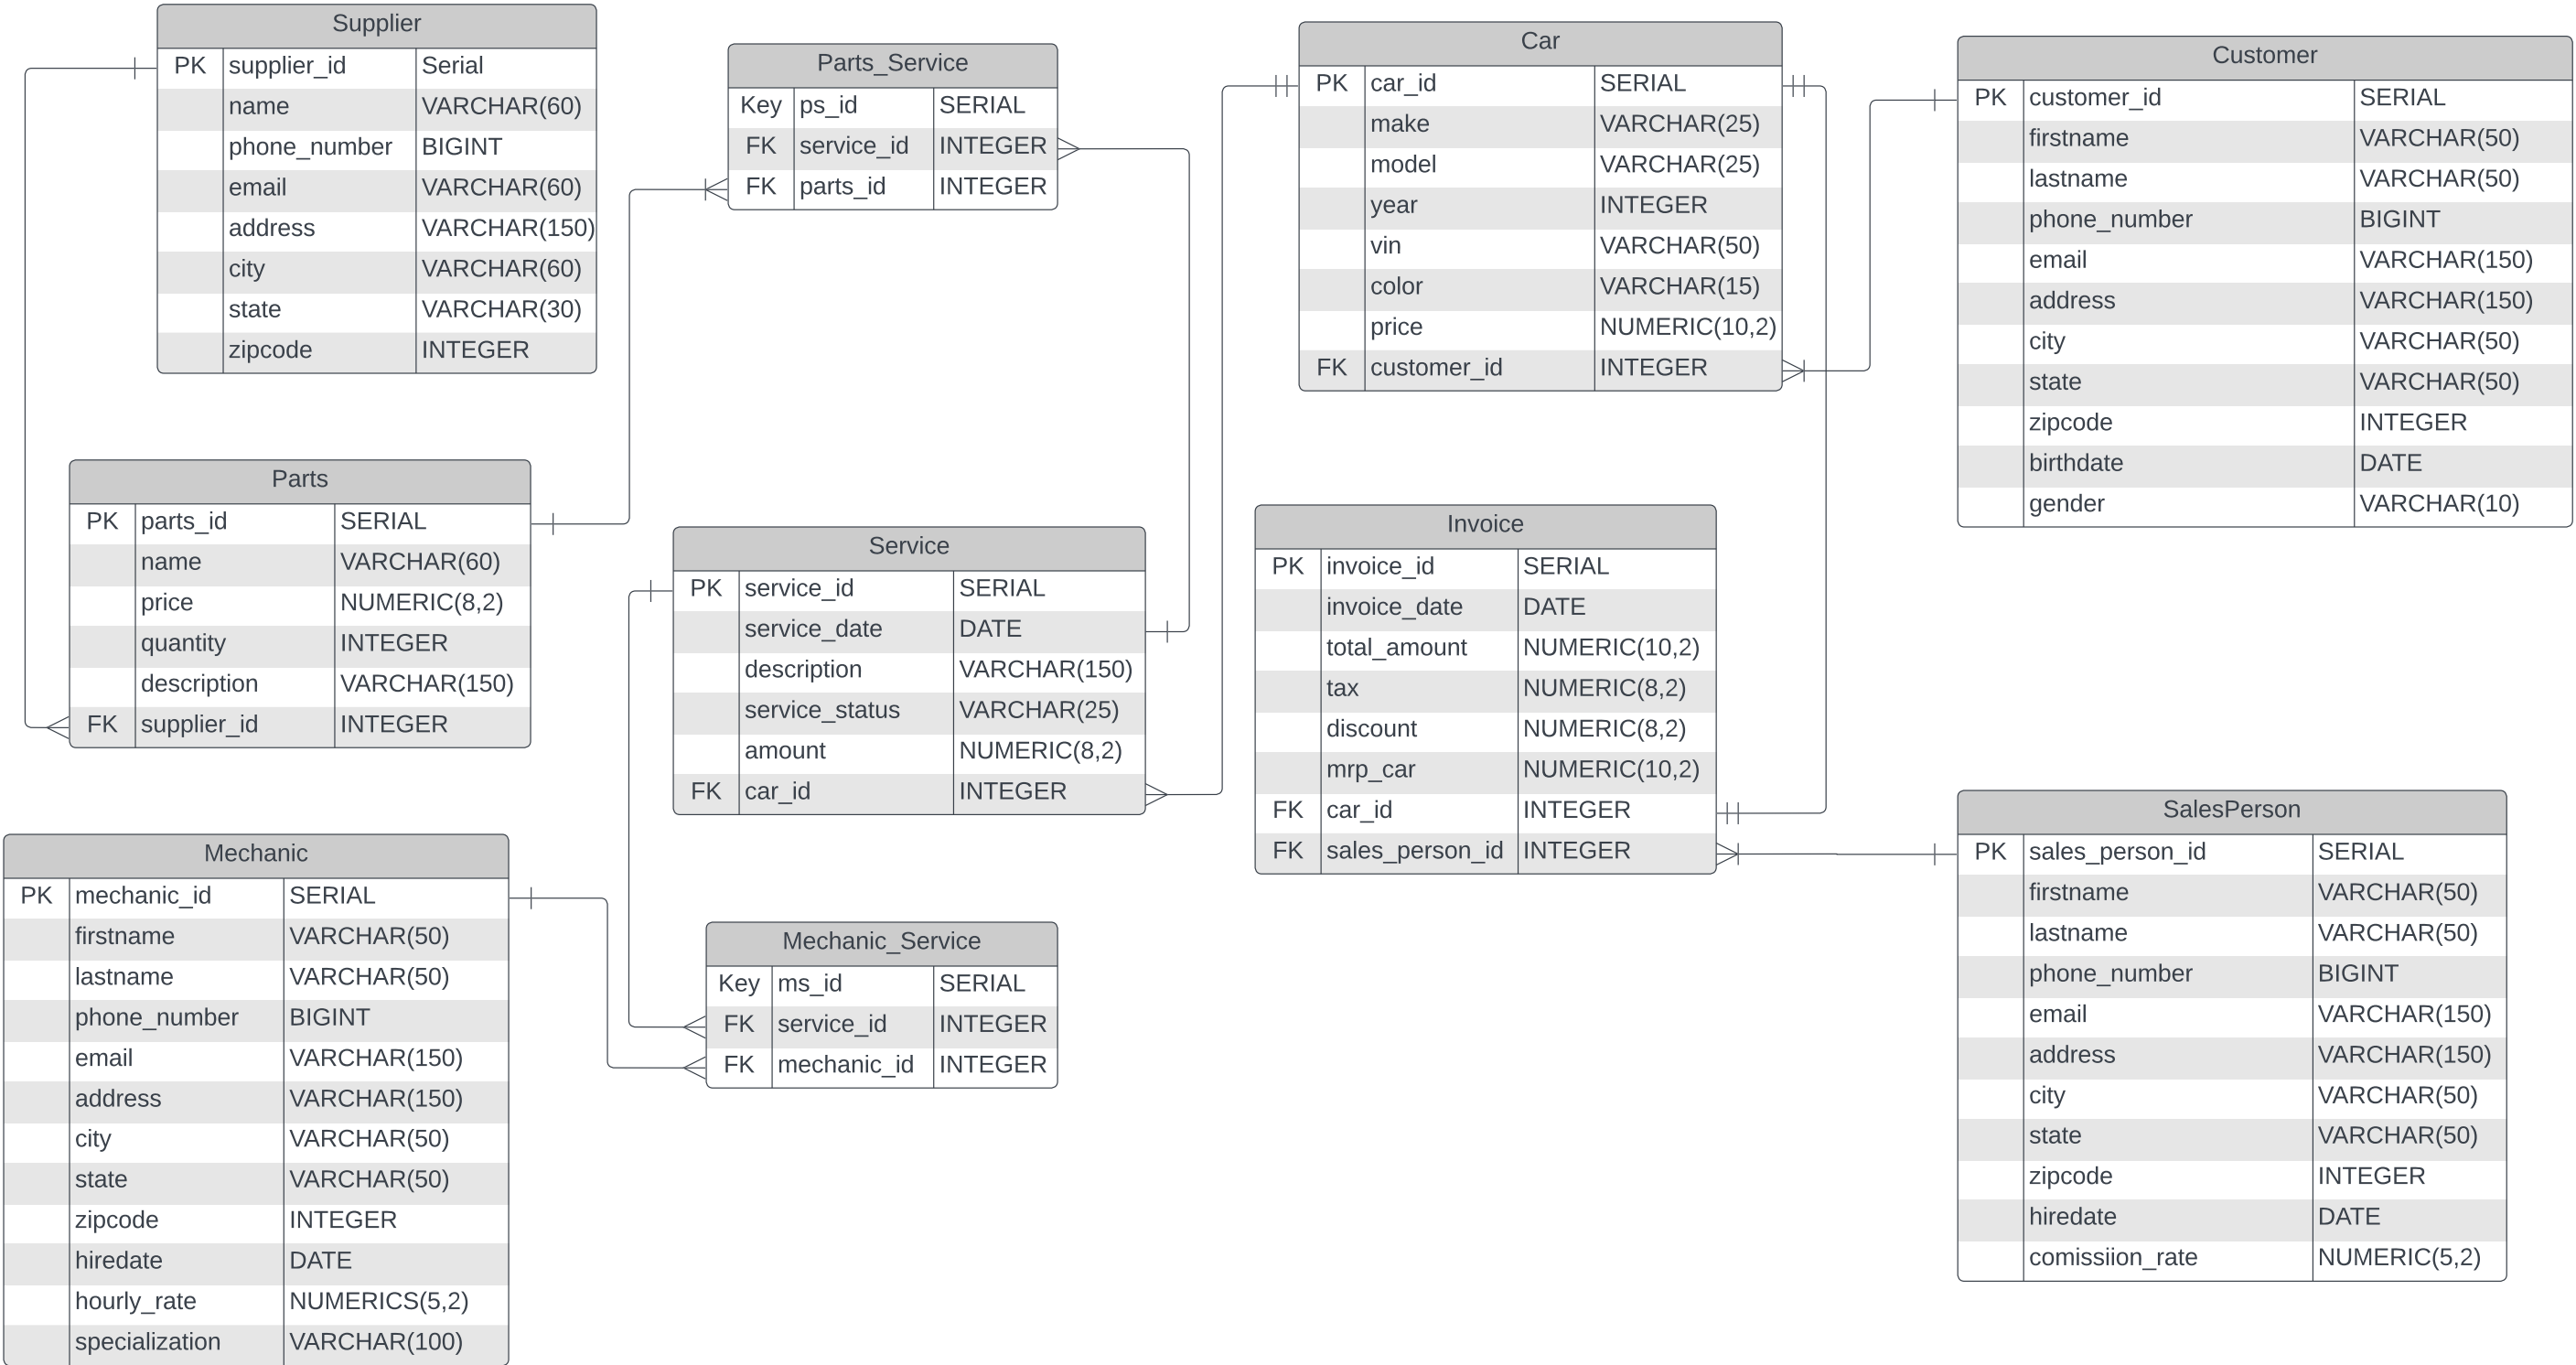 Supplier
PK supplier_id Serial
name VARCHAR(60)
phone_number BIGINT
email VARCHAR(60)
address VARCHAR(150)
city VARCHAR(60)
state VARCHAR(30)
zipcode INTEGER
Parts_Service
Key ps_id SERIAL
FK service_id INTEGER
FK parts_id INTEGER
Car
PK car_id SERIAL
make VARCHAR(25)
model VARCHAR(25)
year INTEGER
vin VARCHAR(50)
color VARCHAR(15)
price NUMERIC(10,2)
FK customer_id INTEGER
Customer
PK customer_id SERIAL
firstname VARCHAR(50)
lastname VARCHAR(50)
phone_number BIGINT
email VARCHAR(150)
address VARCHAR(150)
city VARCHAR(50)
state VARCHAR(50)
zipcode INTEGER
birthdate DATE
gender VARCHAR(10)
Parts
PK parts_id SERIAL
name VARCHAR(60)
price NUMERIC(8,2)
quantity INTEGER
description VARCHAR(150)
FK supplier_id INTEGER
Service
PK service_id SERIAL
service_date DATE
description VARCHAR(150)
service_status VARCHAR(25)
amount NUMERIC(8,2)
FK car_id INTEGER
Invoice
PK invoice_id SERIAL
invoice_date DATE
total_amount NUMERIC(10,2)
tax NUMERIC(8,2)
discount NUMERIC(8,2)
mrp_car NUMERIC(10,2)
FK car_id INTEGER
FK sales_person_id INTEGER
Mechanic
PK mechanic_id SERIAL
firstname VARCHAR(50)
lastname VARCHAR(50)
phone_number BIGINT
email VARCHAR(150)
address VARCHAR(150)
city VARCHAR(50)
state VARCHAR(50)
zipcode INTEGER
hiredate DATE
hourly_rate NUMERICS(5,2)
specialization VARCHAR(100)
Mechanic_Service
Key ms_id SERIAL
FK service_id INTEGER
FK mechanic_id INTEGER
SalesPerson
PK sales_person_id SERIAL
firstname VARCHAR(50)
lastname VARCHAR(50)
phone_number BIGINT
email VARCHAR(150)
address VARCHAR(150)
city VARCHAR(50)
state VARCHAR(50)
zipcode INTEGER
hiredate DATE
comissiion_rate NUMERIC(5,2)